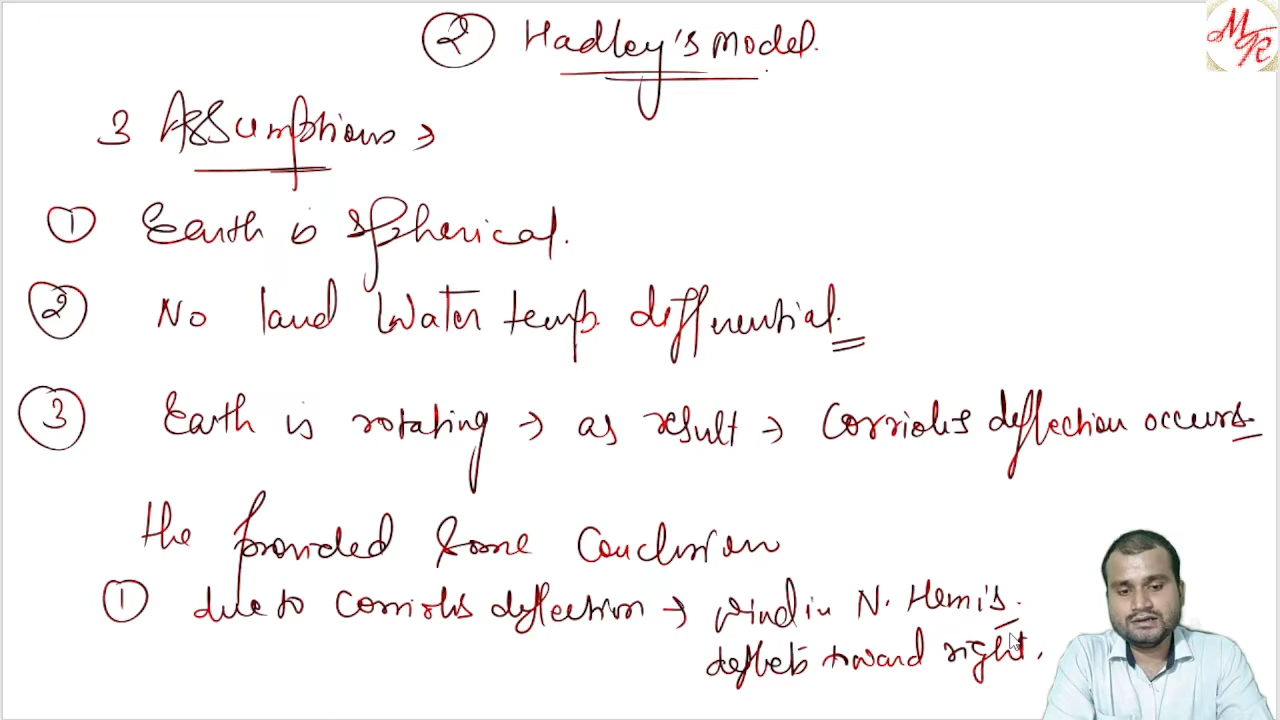 ② Hadley's Model.
MR
3 Assumptions →
① Earth is spherical.
② No land water temp. differential.
③ Earth is rotating → as result → Corriolis deflection occurs.
the provided some Conclusion
① due to Corriolis deflection → wind in N. Hemis.
deflects toward right.